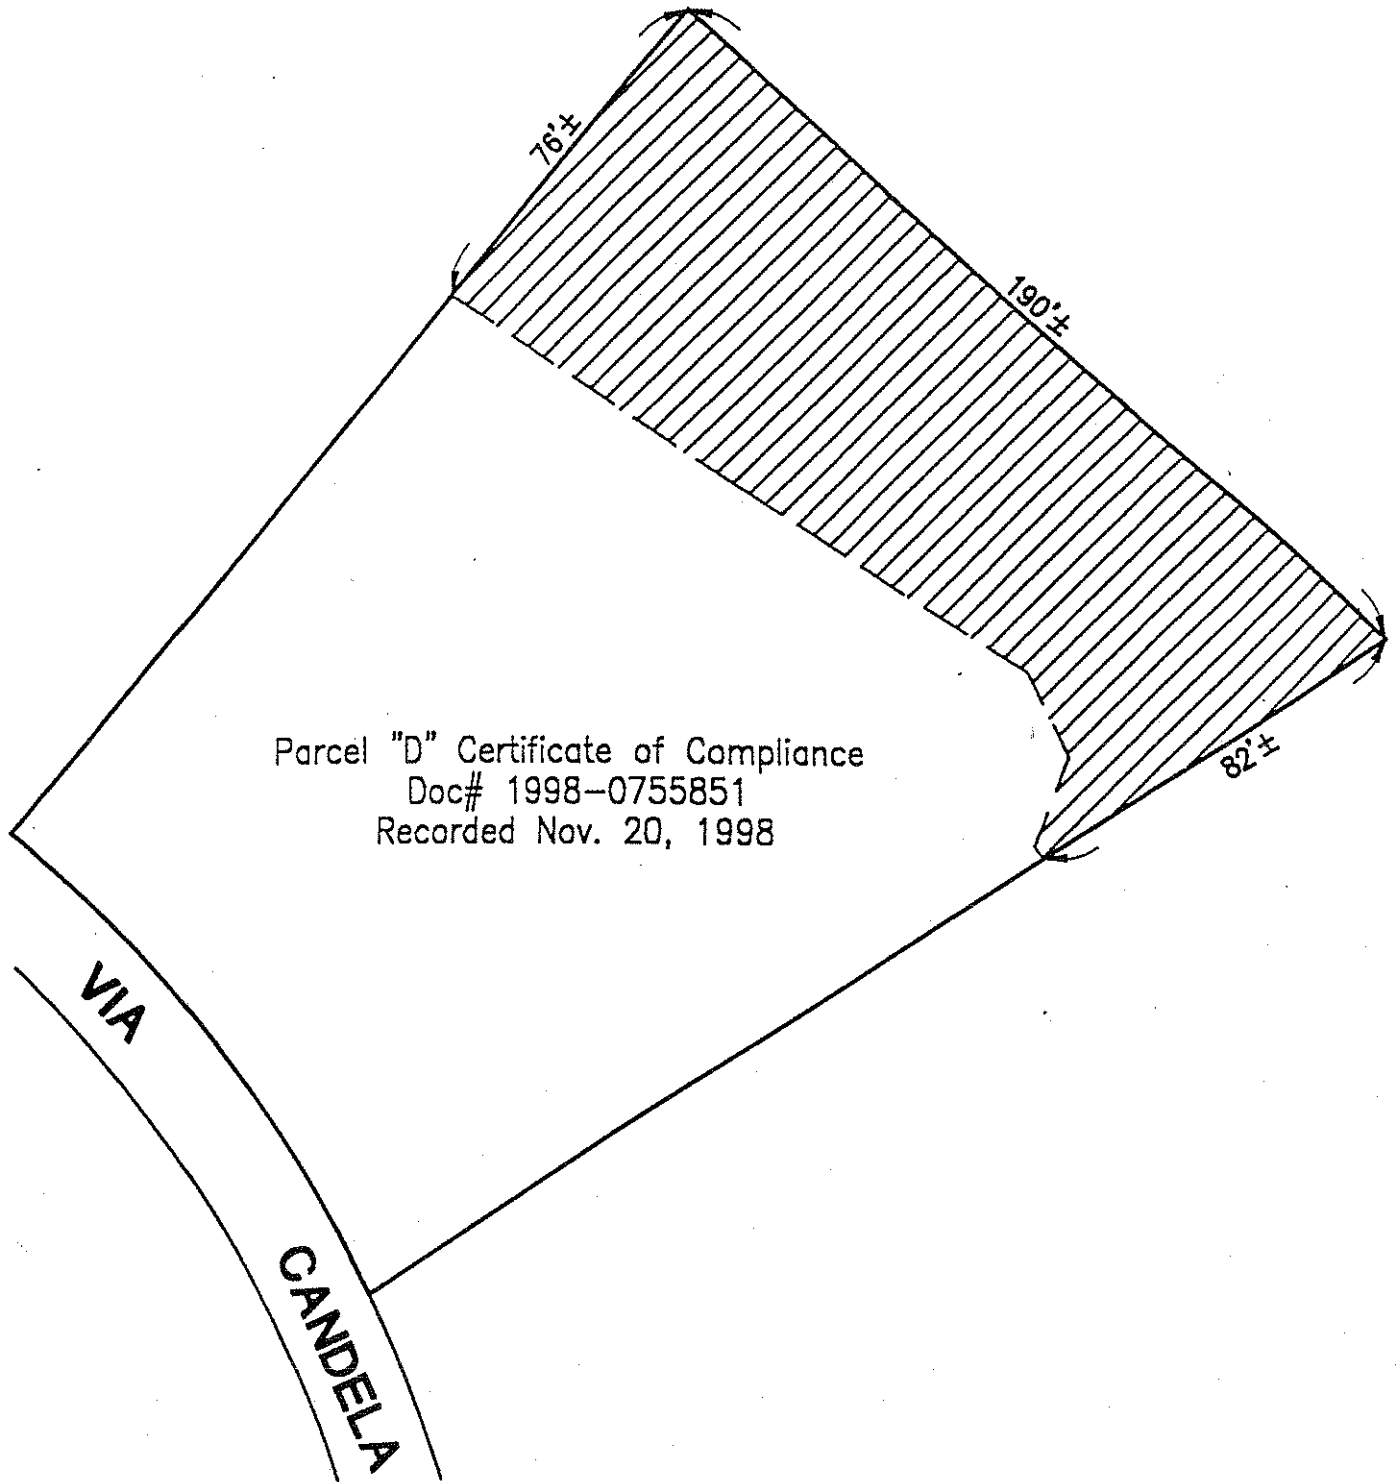 76'±
190'±
82'±
Parcel "D" Certificate of Compliance
Doc# 1998-0755851
Recorded Nov. 20, 1998
VIA
CANDELA